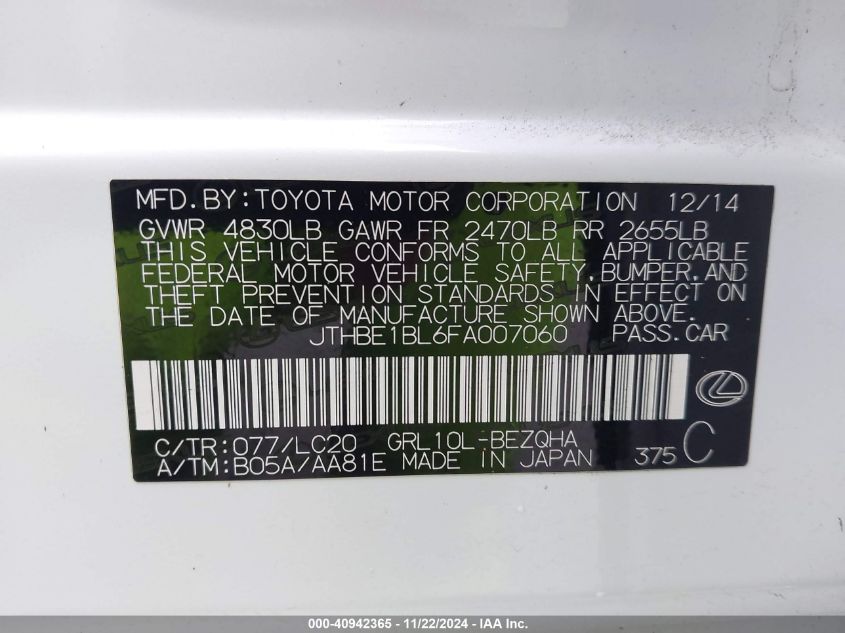 MFD.BY:TOYOTA MOTOR CORPORATION 12/14
GVWR 4830LB GAWR FR 2470LB RR 2655LB
THIS VEHICLE CONFORMS TO ALL APPLICABLE
FEDERAL MOTOR VEHICLE SAFETY,BUMPER,AND
THEFT PREVENTION STANDARDS IN EFFECT ON
THE DATE OF MANUFACTURE SHOWN ABOVE.
JTHBE1BL6FA007060 PASS.CAR
C/TR:077/LC20 GRL10L-BEZQHA
A/TM:B05A/AA81E MADE IN JAPAN 375 C
000-40942365 - 11/22/2024 - IAA Inc.